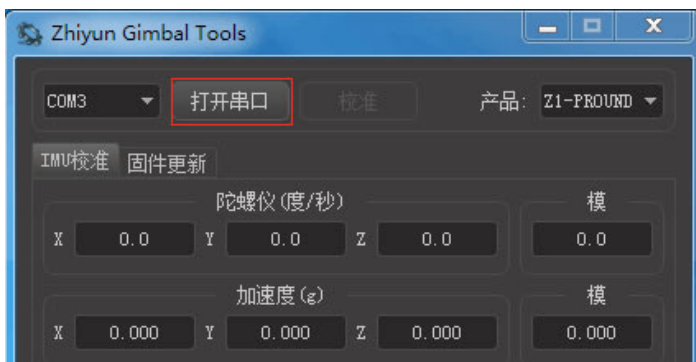 Zhiyun Gimbal Tools
COM3 打开串口 校准 产品: Z1-PROUND
IMU校准 固件更新
陀螺仪(度/秒) 模
X 0.0 Y 0.0 Z 0.0 0.0
加速度(g) 模
X 0.000 Y 0.000 Z 0.000 0.000